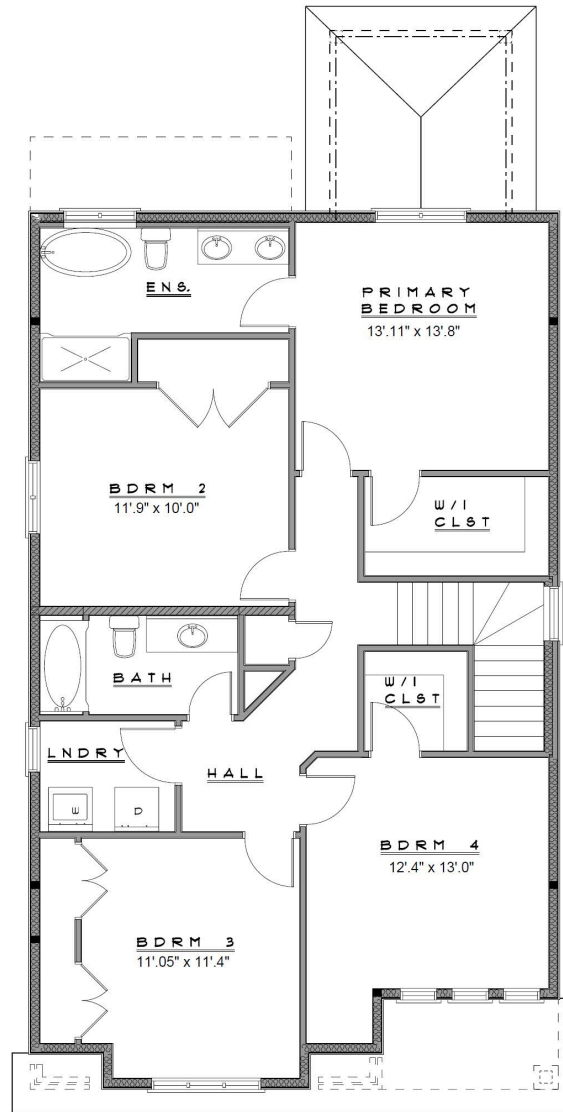 ENS.
PRIMARY
BEDROOM
13'.11" x 13'.8"
BDRM 2
11'.9" x 10'.0"
W/I
CLST
BATH
W/I
CLST
LNDRY
HALL
W
D
BDRM 4
12'.4" x 13'.0"
BDRM 3
11'.05" x 11'.4"